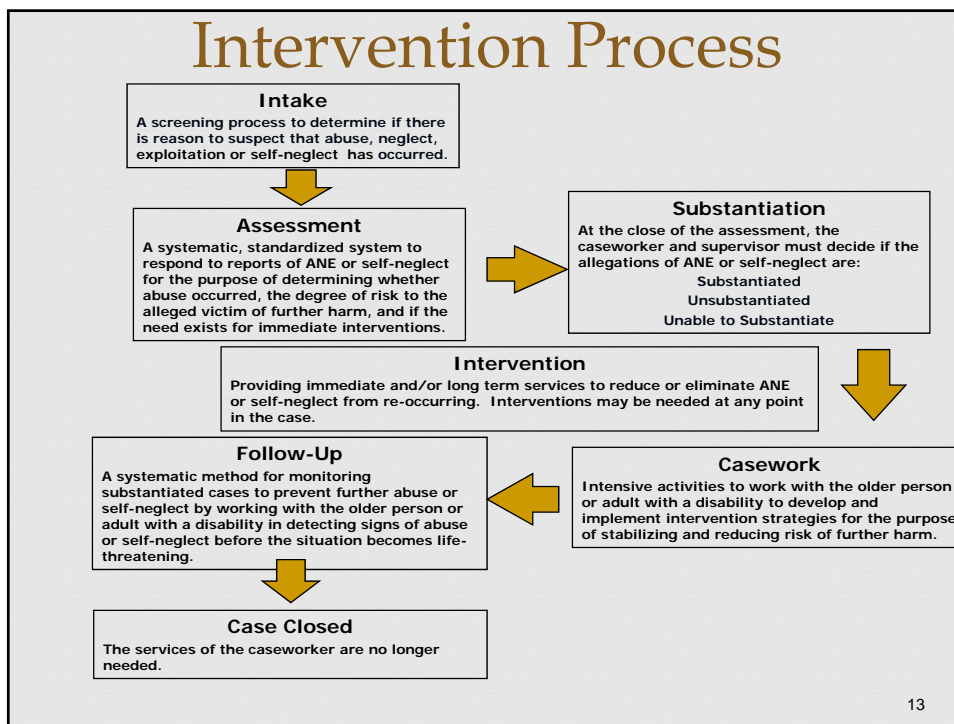 Intervention Process
Intake
A screening process to determine if there
is reason to suspect that abuse, neglect,
exploitation or self-neglect has occurred.
Assessment
A systematic, standardized system to
respond to reports of ANE or self-neglect
for the purpose of determining whether
abuse occurred, the degree of risk to the
alleged victim of further harm, and if the
need exists for immediate interventions.
Substantiation
At the close of the assessment, the
caseworker and supervisor must decide if the
allegations of ANE or self-neglect are:
Substantiated
Unsubstantiated
Unable to Substantiate
Intervention
Providing immediate and/or long term services to reduce or eliminate ANE
or self-neglect from re-occurring. Interventions may be needed at any point
in the case.
Casework
Intensive activities to work with the older person
or adult with a disability to develop and
implement intervention strategies for the purpose
of stabilizing and reducing risk of further harm.
Follow-Up
A systematic method for monitoring
substantiated cases to prevent further abuse or
self-neglect by working with the older person or
adult with a disability in detecting signs of abuse
or self-neglect before the situation becomes life-
threatening.
Case Closed
The services of the caseworker are no longer
needed.
13